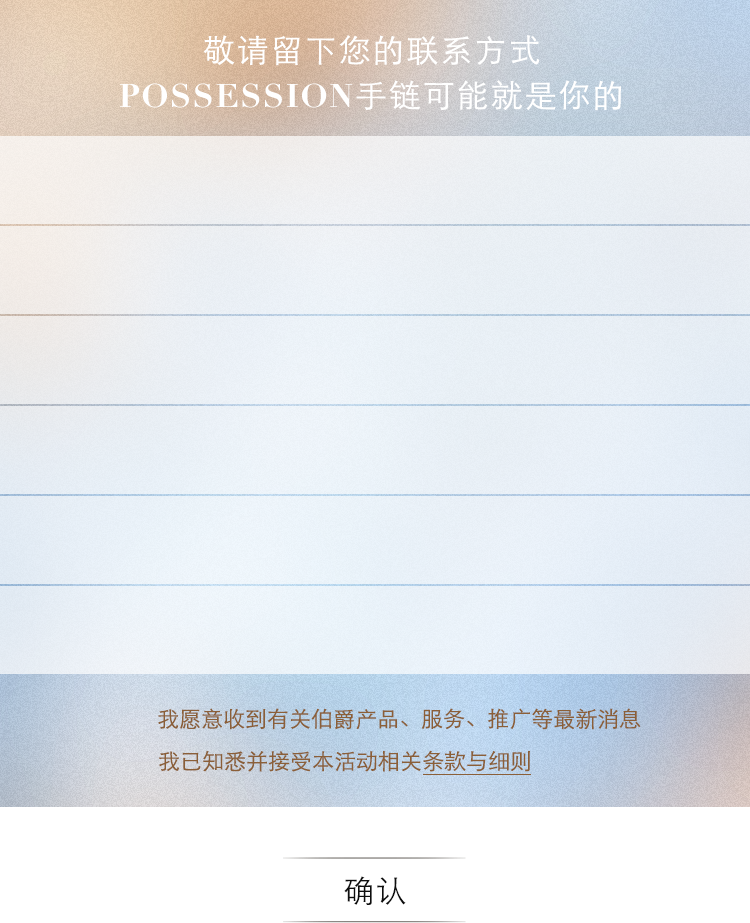 敬请留下您的联系方式
POSSESSION手链可能就是你的
我愿意收到有关伯爵产品、服务、推广等最新消息
我已知悉并接受本活动相关条款与细则
确认